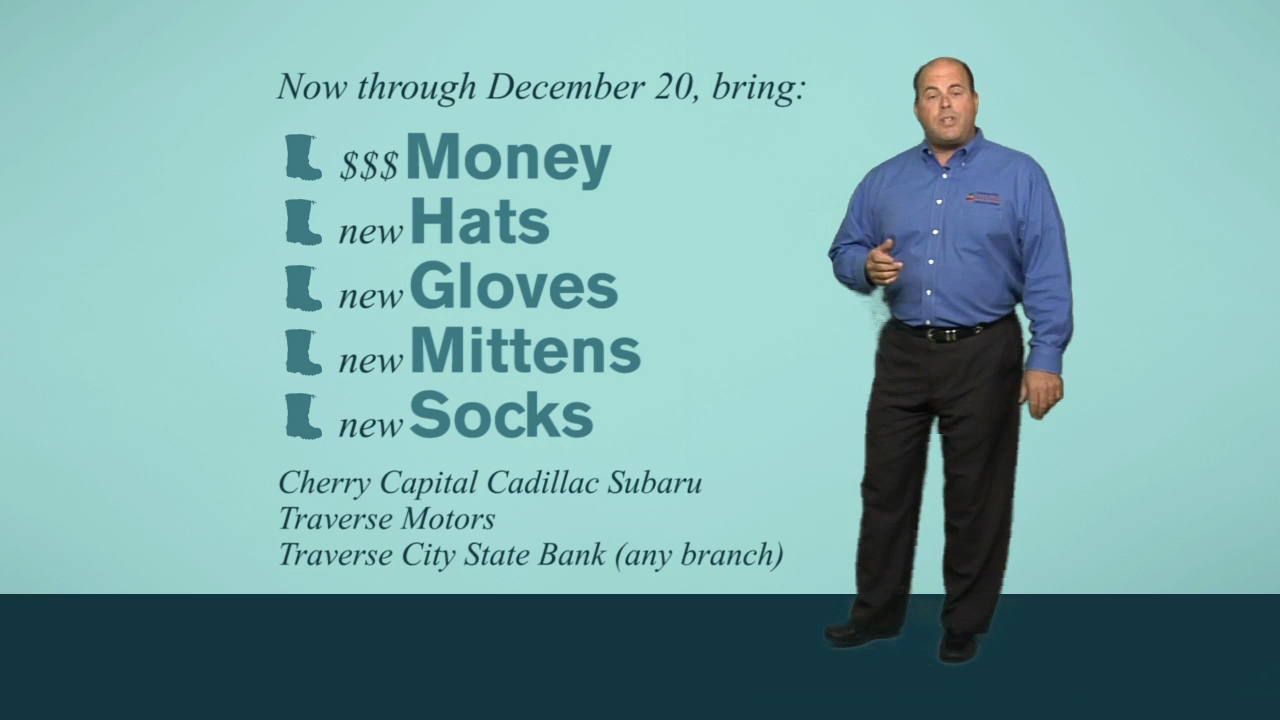 Now through December 20, bring:
$$$ Money
new Hats
new Gloves
new Mittens
new Socks
Cherry Capital Cadillac Subaru
Traverse Motors
Traverse City State Bank (any branch)